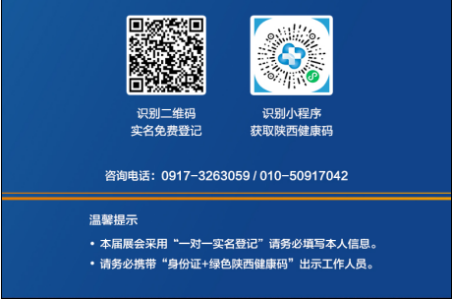 识别二维码
实名免费登记
识别小程序
获取陕西健康码
咨询电话：0917-3263059 / 010-50917042
温馨提示
• 本届展会采用“一对一实名登记”请务必填写本人信息。
• 请务必携带“身份证+绿色陕西健康码”出示工作人员。